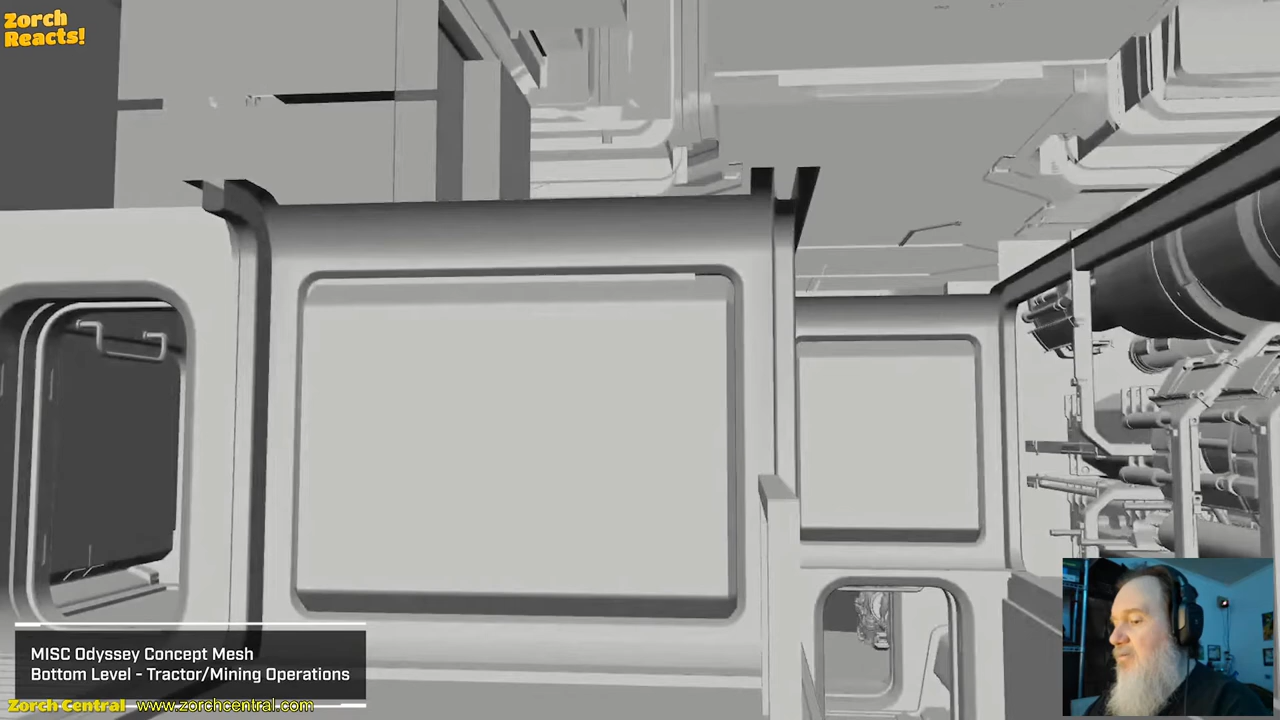 Zorch
Reacts!
MISC Odyssey Concept Mesh
Bottom Level - Tractor/Mining Operations
Zorch Central www.zorchcentral.com